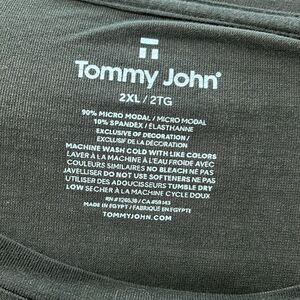 Tommy John®
2XL / 2TG
90% MICRO MODAL / MICRO MODAL
10% SPANDEX / ÉLASTHANNE
EXCLUSIVE OF DECORATION /
EXCLUSIF DE LA DÉCORATION
MACHINE WASH COLD WITH LIKE COLORS
LAVER À LA MACHINE À L'EAU FROIDE AVEC
COULEURS SIMILAIRES NO BLEACH NE PAS
JAVELLISER DO NOT USE SOFTENERS NE PAS
UTILISER DES ADOUCISSEURS TUMBLE DRY
LOW SÉCHER À LA MACHINE CYCLE DOUX
MADE IN EGYPT / FABRIQUÉ EN EGYPTE
TOMMYJOHN.COM